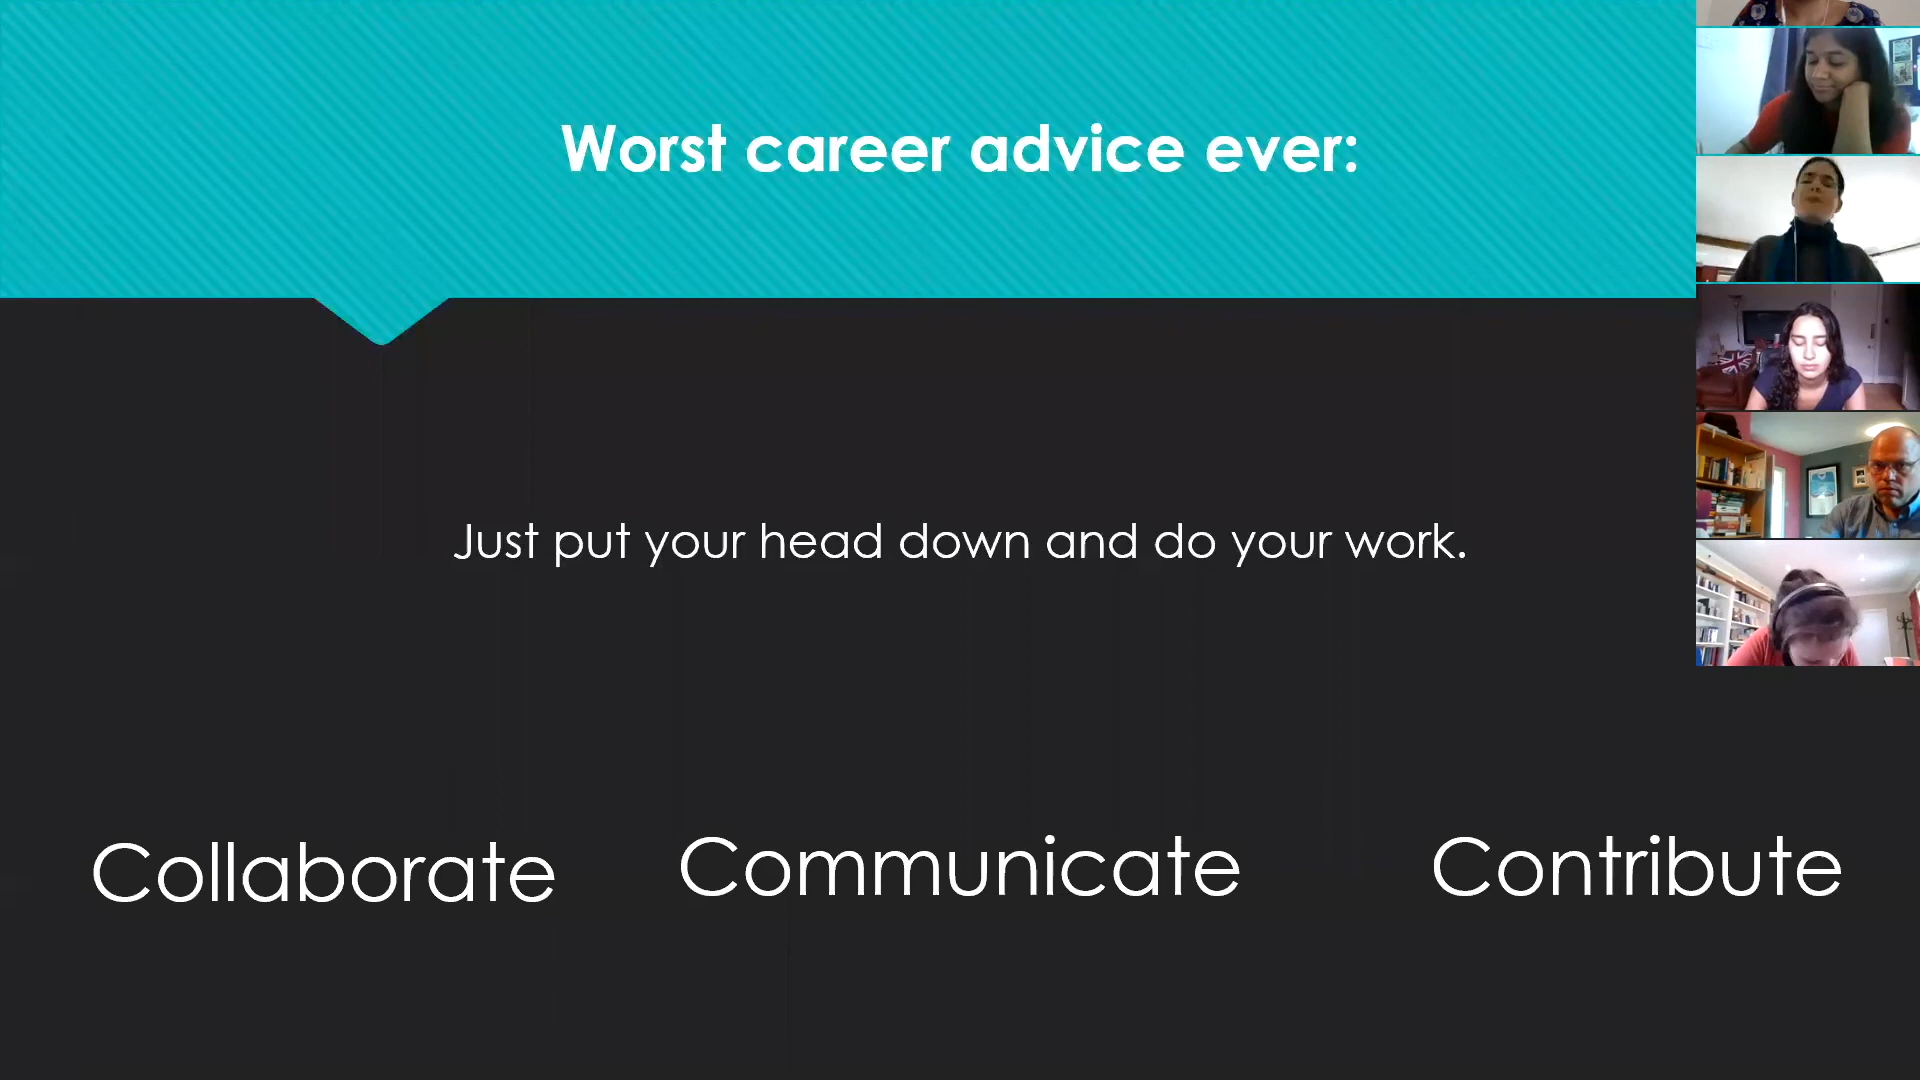 Worst career advice ever:
Just put your head down and do your work.
Collaborate
Communicate
Contribute